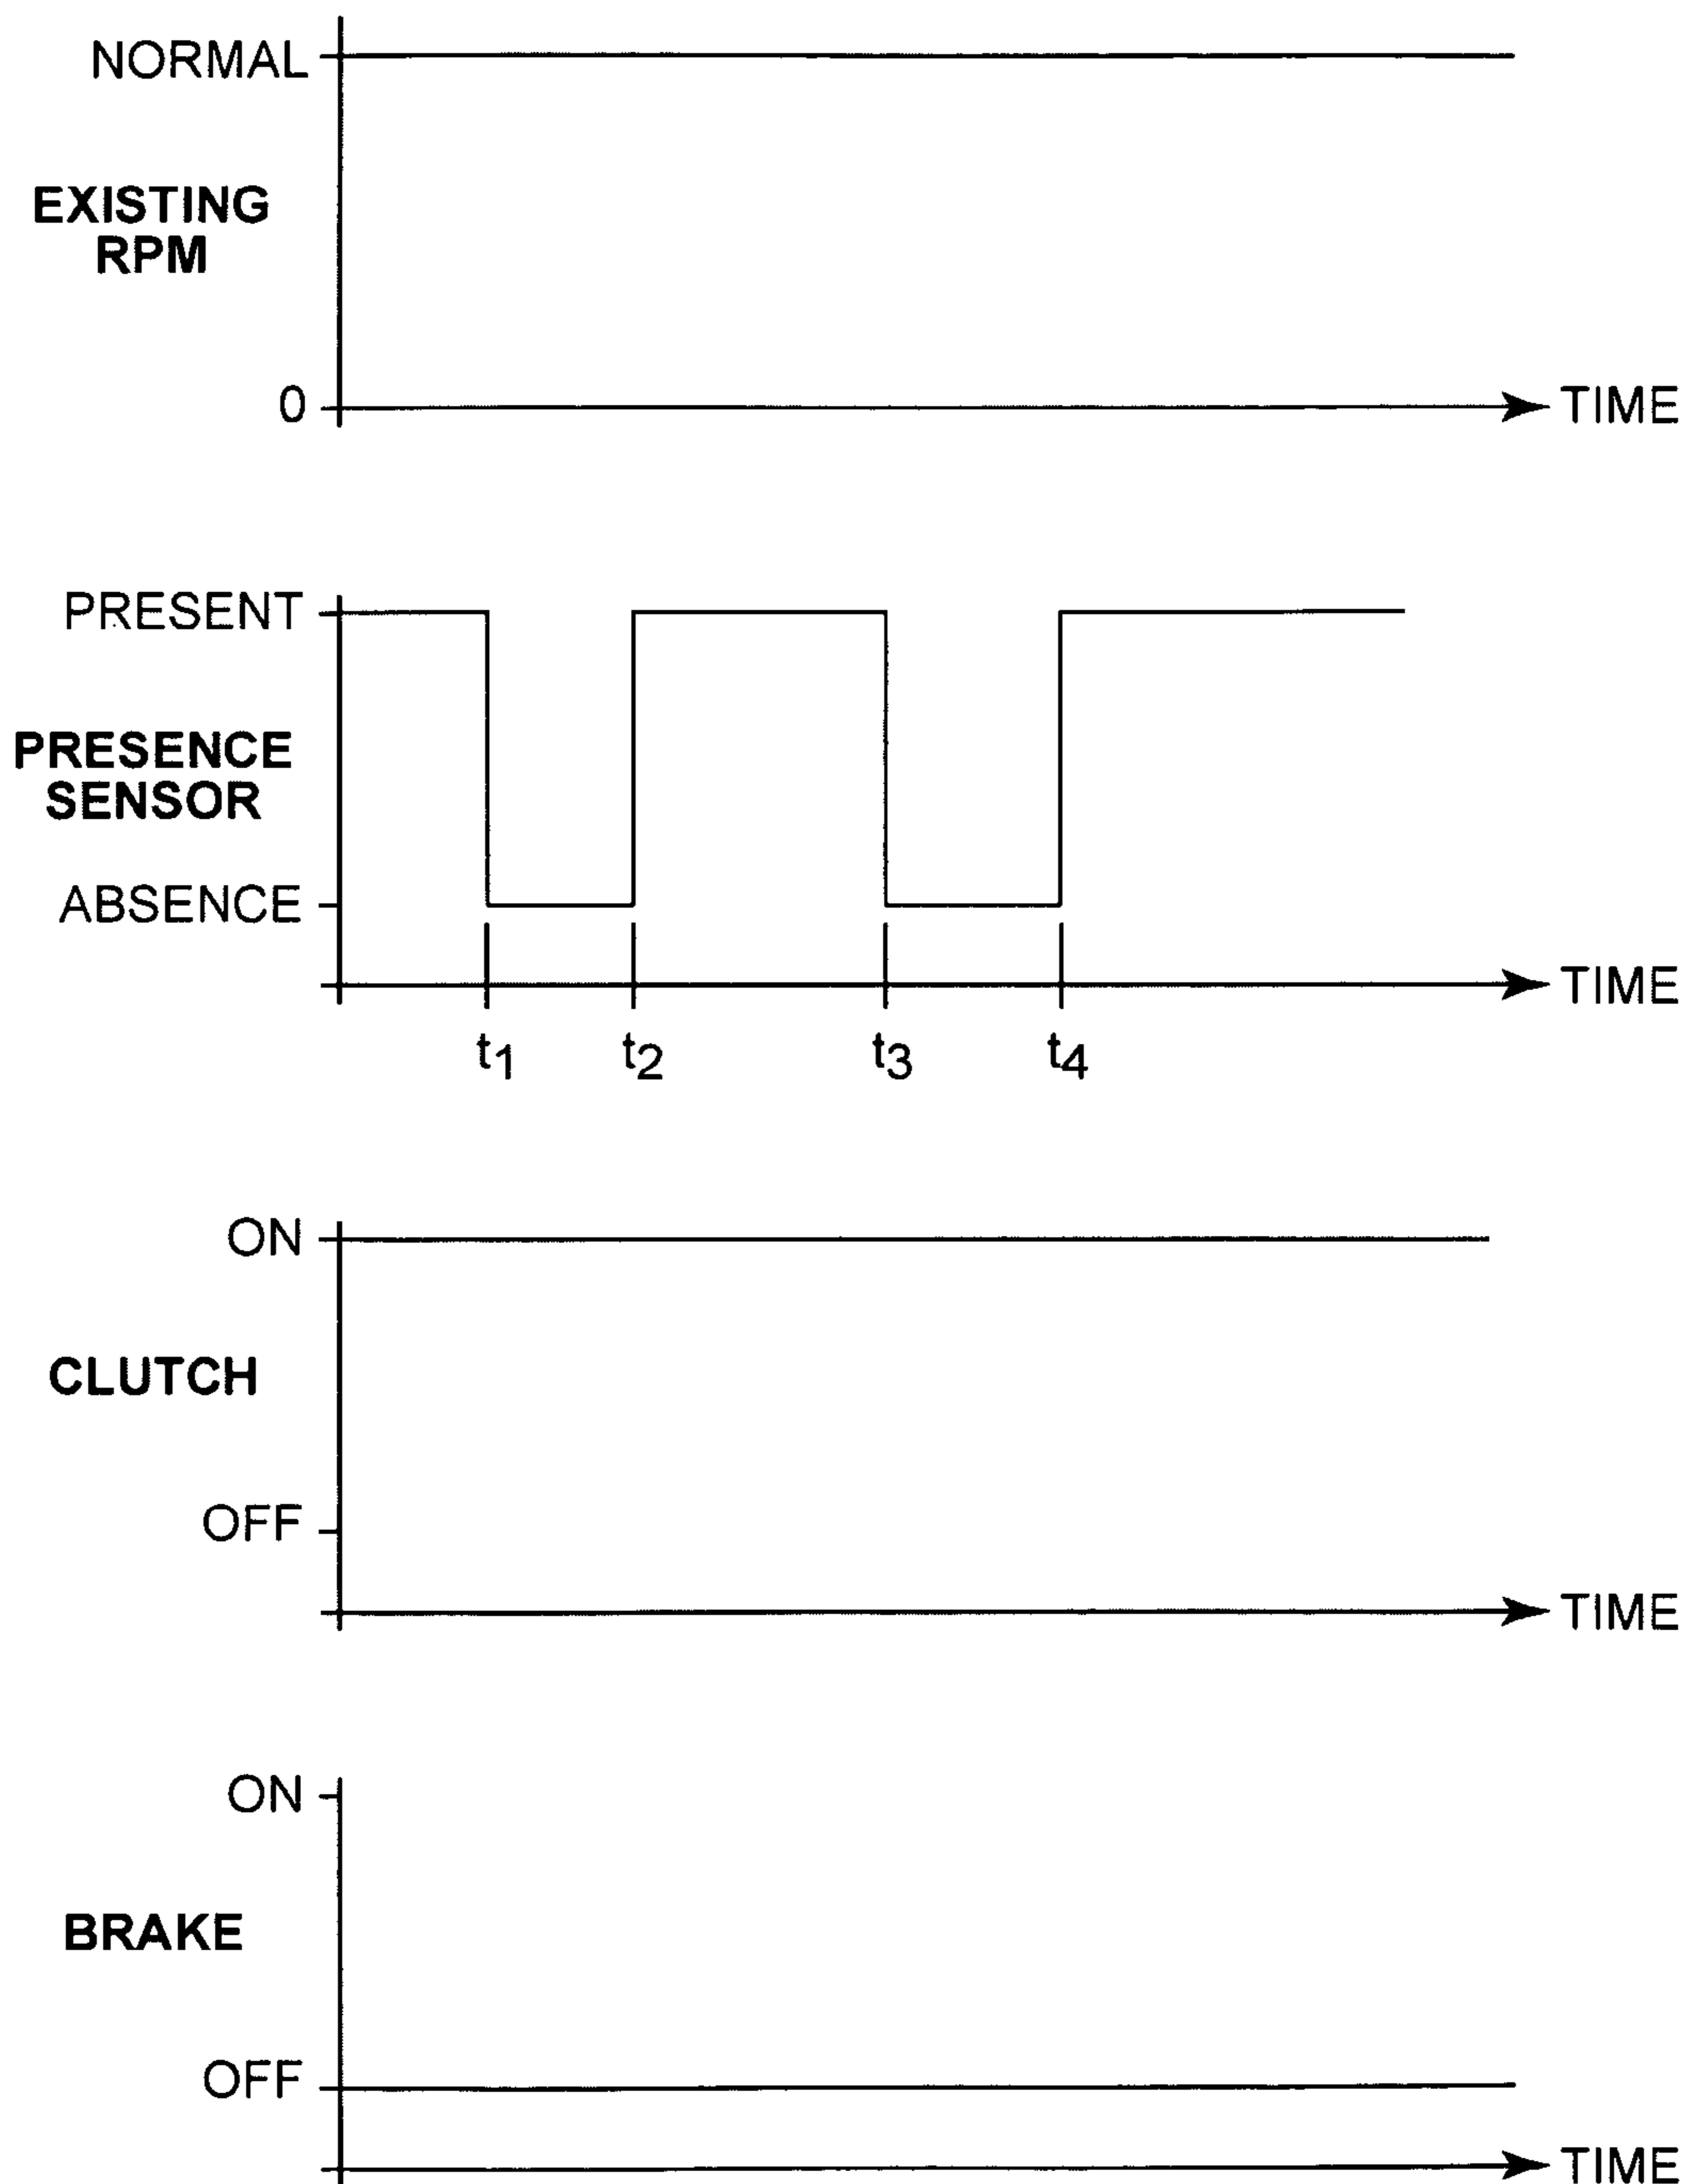 NORMAL
EXISTING
RPM
0
TIME
PRESENT
PRESENCE
SENSOR
ABSENCE
TIME
t1 t2 t3 t4
ON
CLUTCH
OFF
TIME
ON
BRAKE
OFF
TIME